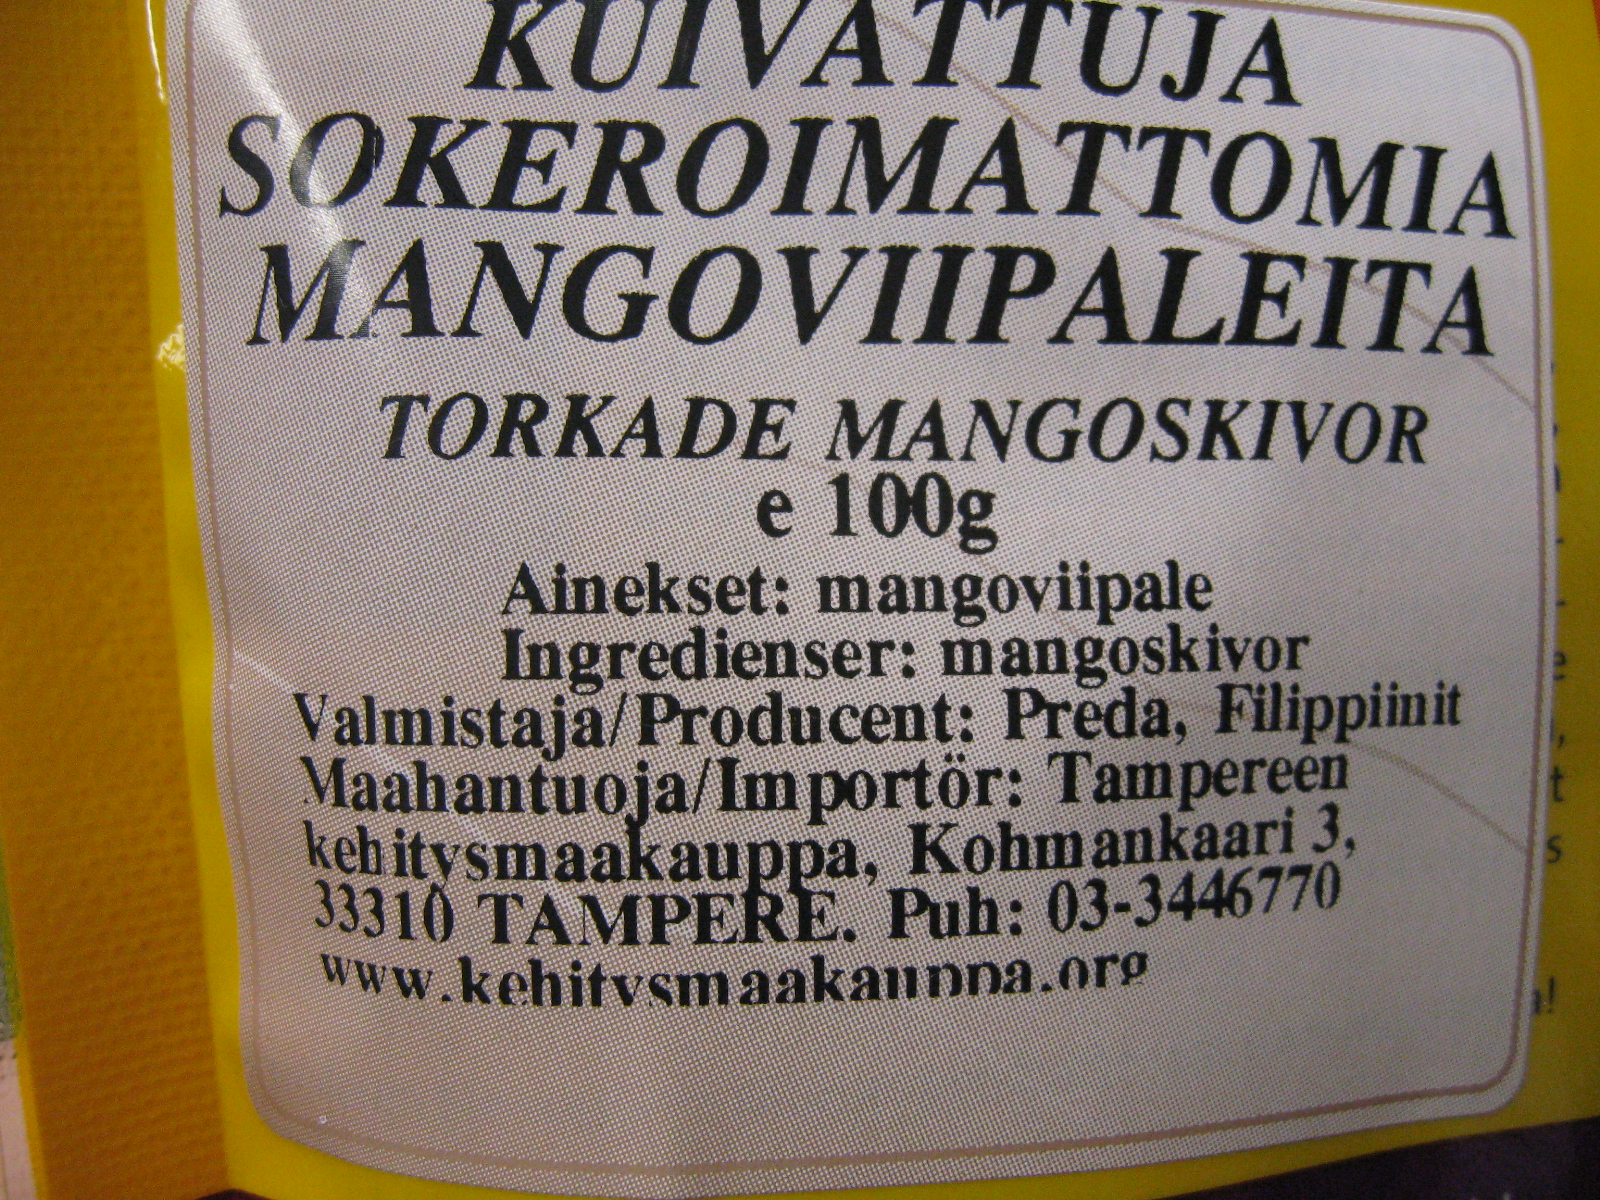 KUIVATTUJA
SOKEROIMATTOMIA
MANGOVIIPALEITA
TORKADE MANGOSKIVOR
e 100g
Ainekset: mangoviipale
Ingredienser: mangoskivor
Valmistaja/Producent: Preda, Filippiinit
Maahantuoja/Importör: Tampereen
kehitysmaakauppa, Kohmankaari 3,
33310 TAMPERE. Puh: 03-3446770
www.kehitysmaakauppa.org